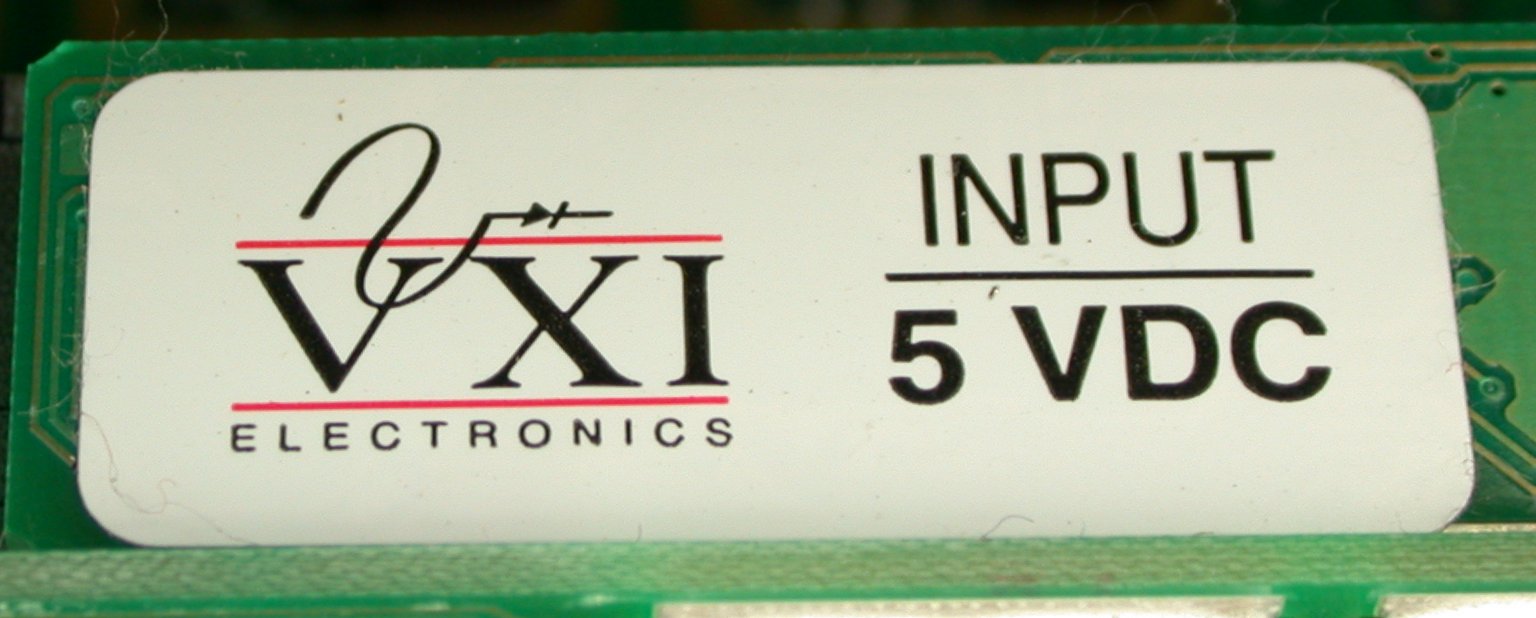 VXI
ELECTRONICS
INPUT
5 VDC